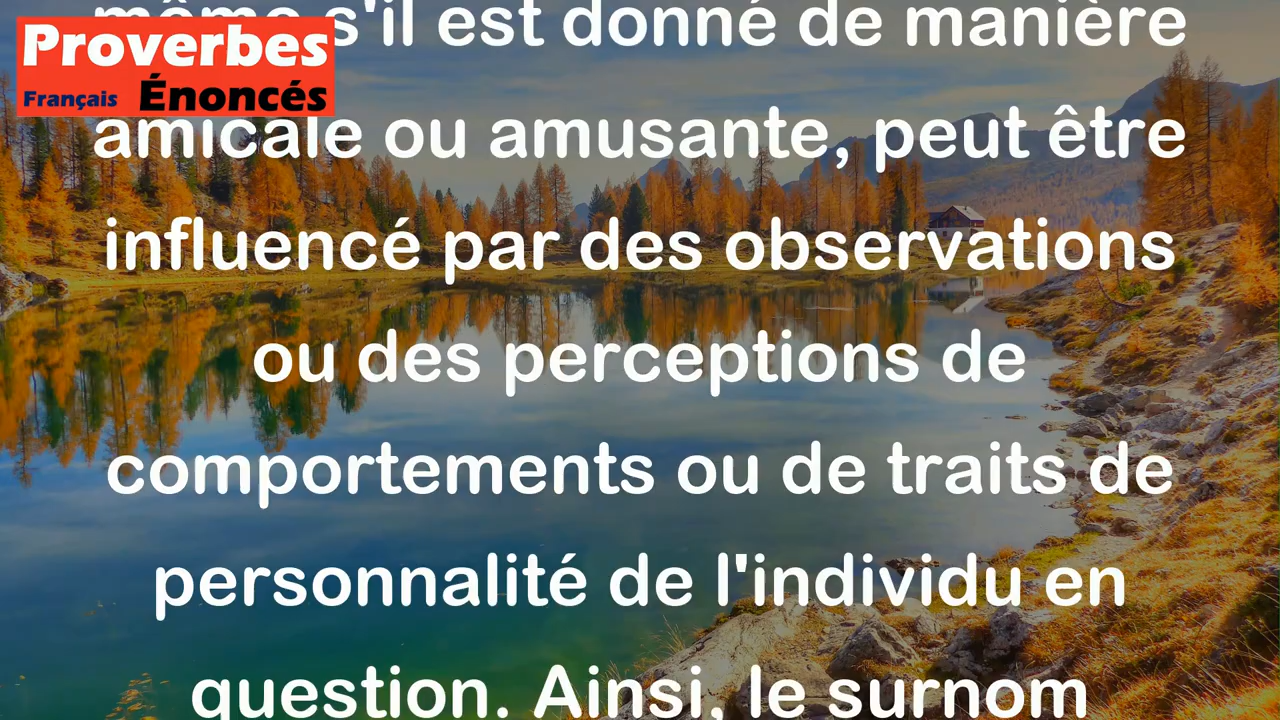 Proverbes
Français Énoncés
même s'il est donné de manière
amicale ou amusante, peut être
influencé par des observations
ou des perceptions de
comportements ou de traits de
personnalité de l'individu en
question. Ainsi, le surnom